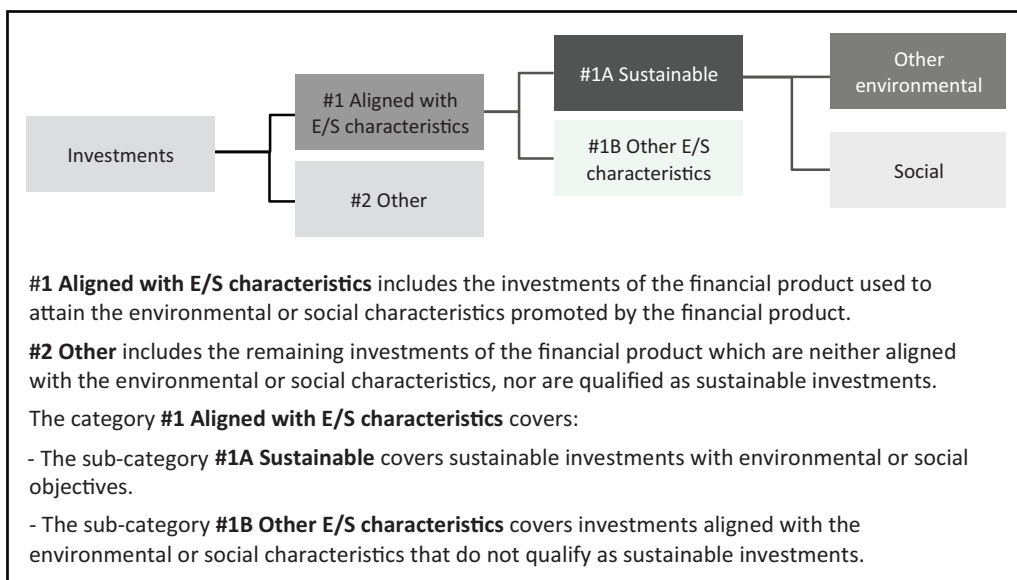 Investments
#1 Aligned with
E/S characteristics
#2 Other
#1A Sustainable
#1B Other E/S
characteristics
Other
environmental
Social
#1 Aligned with E/S characteristics includes the investments of the financial product used to
attain the environmental or social characteristics promoted by the financial product.
#2 Other includes the remaining investments of the financial product which are neither aligned
with the environmental or social characteristics, nor are qualified as sustainable investments.
The category #1 Aligned with E/S characteristics covers:
- The sub-category #1A Sustainable covers sustainable investments with environmental or social
objectives.
- The sub-category #1B Other E/S characteristics covers investments aligned with the
environmental or social characteristics that do not qualify as sustainable investments.